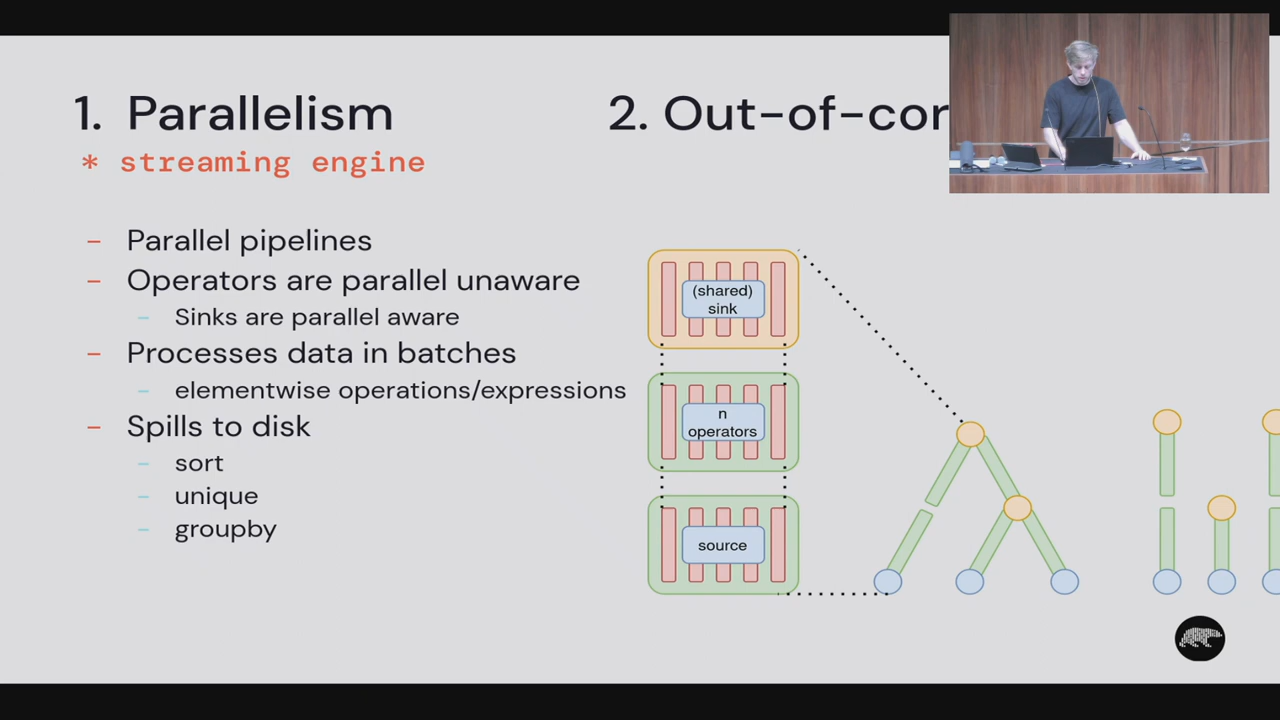 1. Parallelism
* streaming engine
- Parallel pipelines
- Operators are parallel unaware
- Sinks are parallel aware
- Processes data in batches
- elementwise operations/expressions
- Spills to disk
- sort
- unique
- groupby
2. Out-of-cor
(shared)
sink
n
operators
source